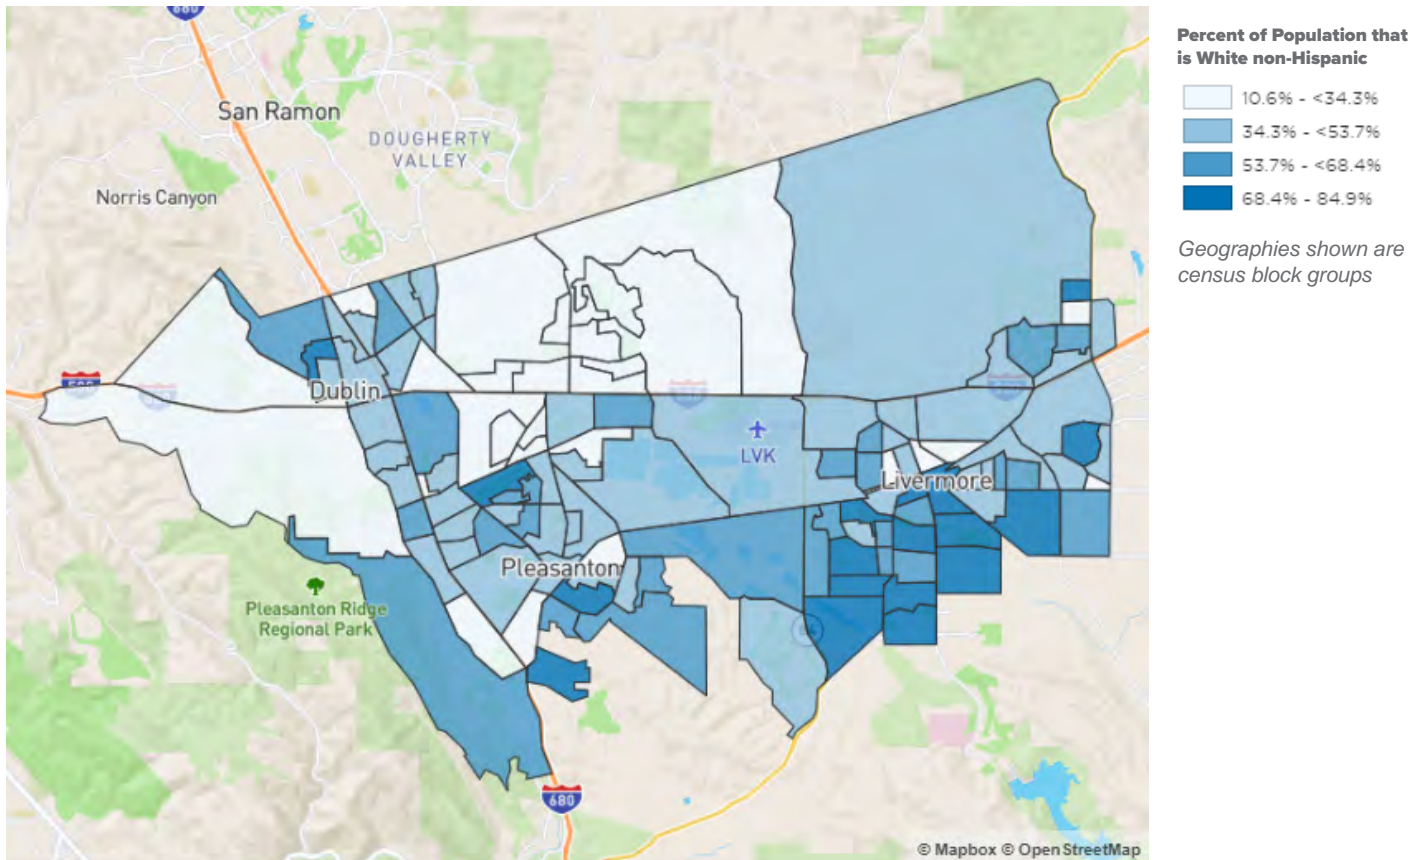 680
San Ramon
DOUGHERTY
VALLEY
Norris Canyon
Dublin
LVK
Livermore
Pleasanton
Pleasanton Ridge
Regional Park
84
680
© Mapbox © OpenStreetMap
Percent of Population that
is White non-Hispanic
10.6% - <34.3%
34.3% - <53.7%
53.7% - <68.4%
68.4% - 84.9%
Geographies shown are
census block groups